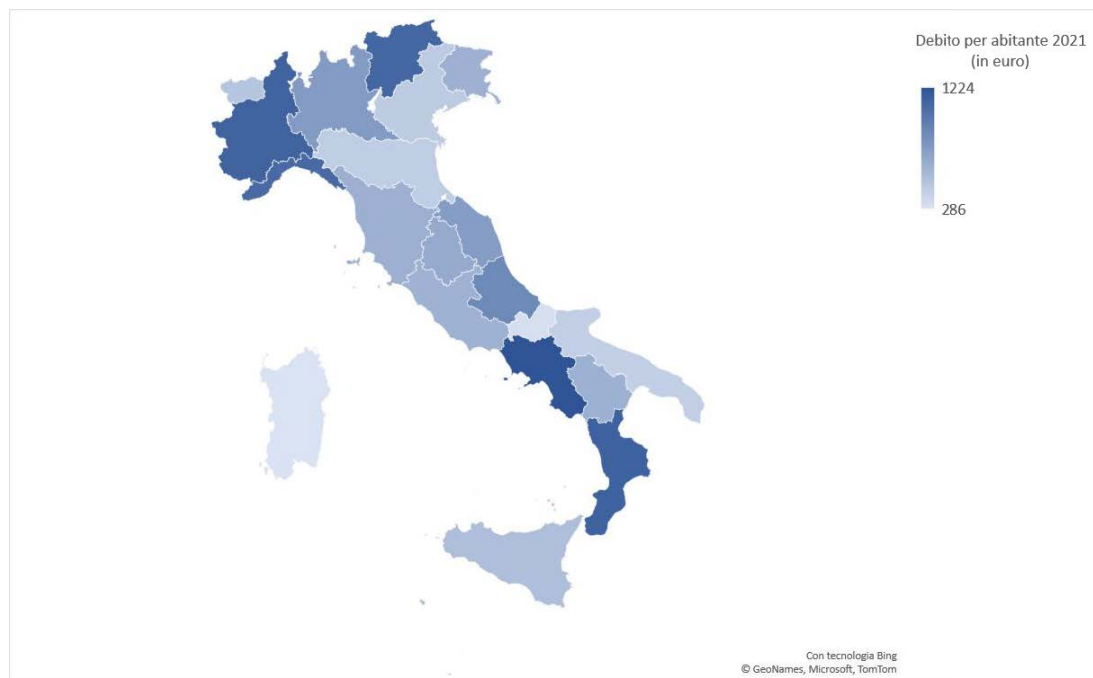 Debito per abitante 2021
(in euro)
1224
286
Con tecnologia Bing
© GeoNames, Microsoft, TomTom